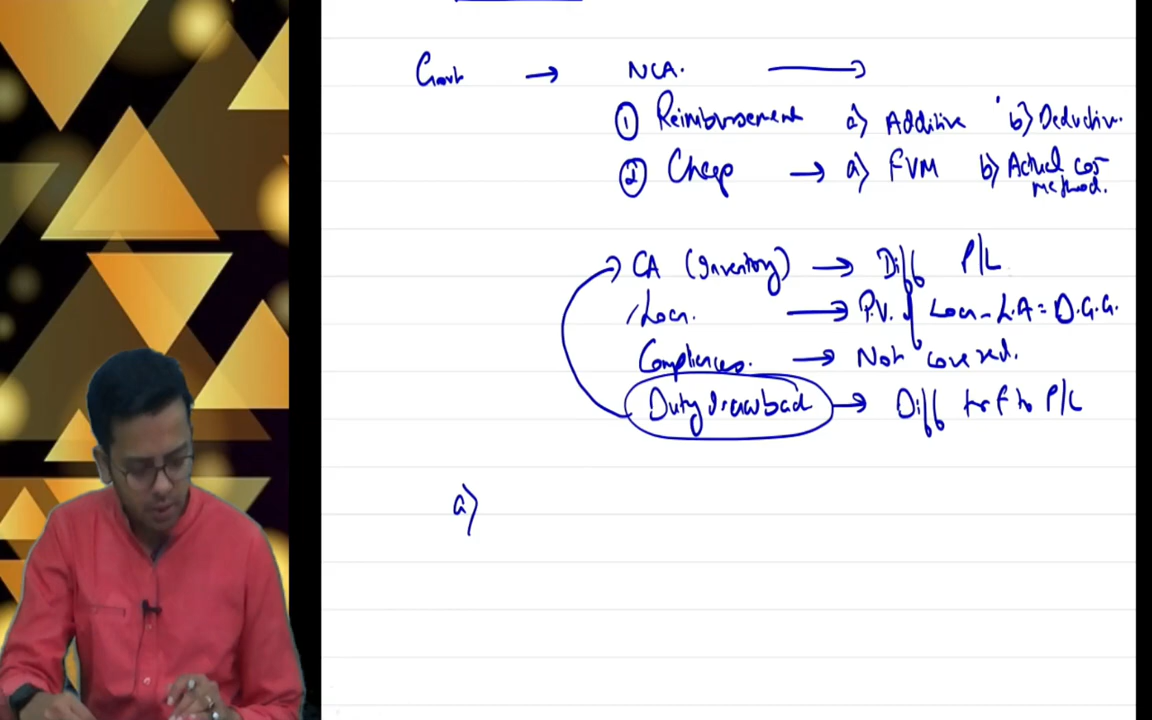 Govt → NCA. →
① Reimbursement a) Additive b) Deductive.
② Cheap → a) FVM b) Actual cost method.
CA (Inventory) → Diff P/L
Loan. → P.V. Loan - L.A = D.G.G.
Compliances. → Not covered.
Duty drawback → Diff trf to P/L
a)